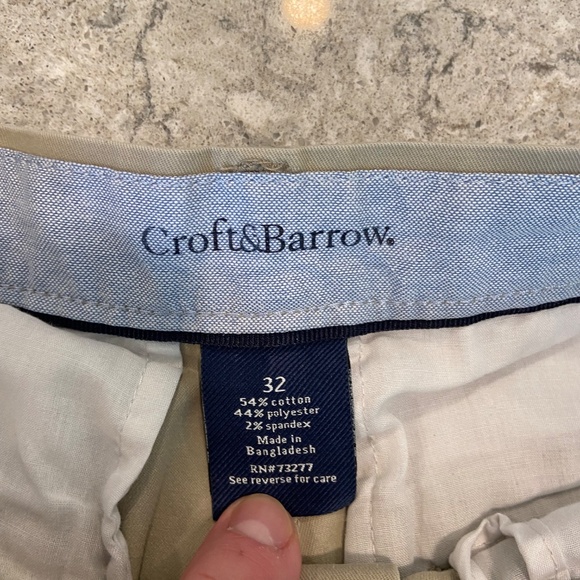 Croft&Barrow®
32
54% cotton
44% polyester
2% spandex
Made in
Bangladesh
RN#73277
See reverse for care